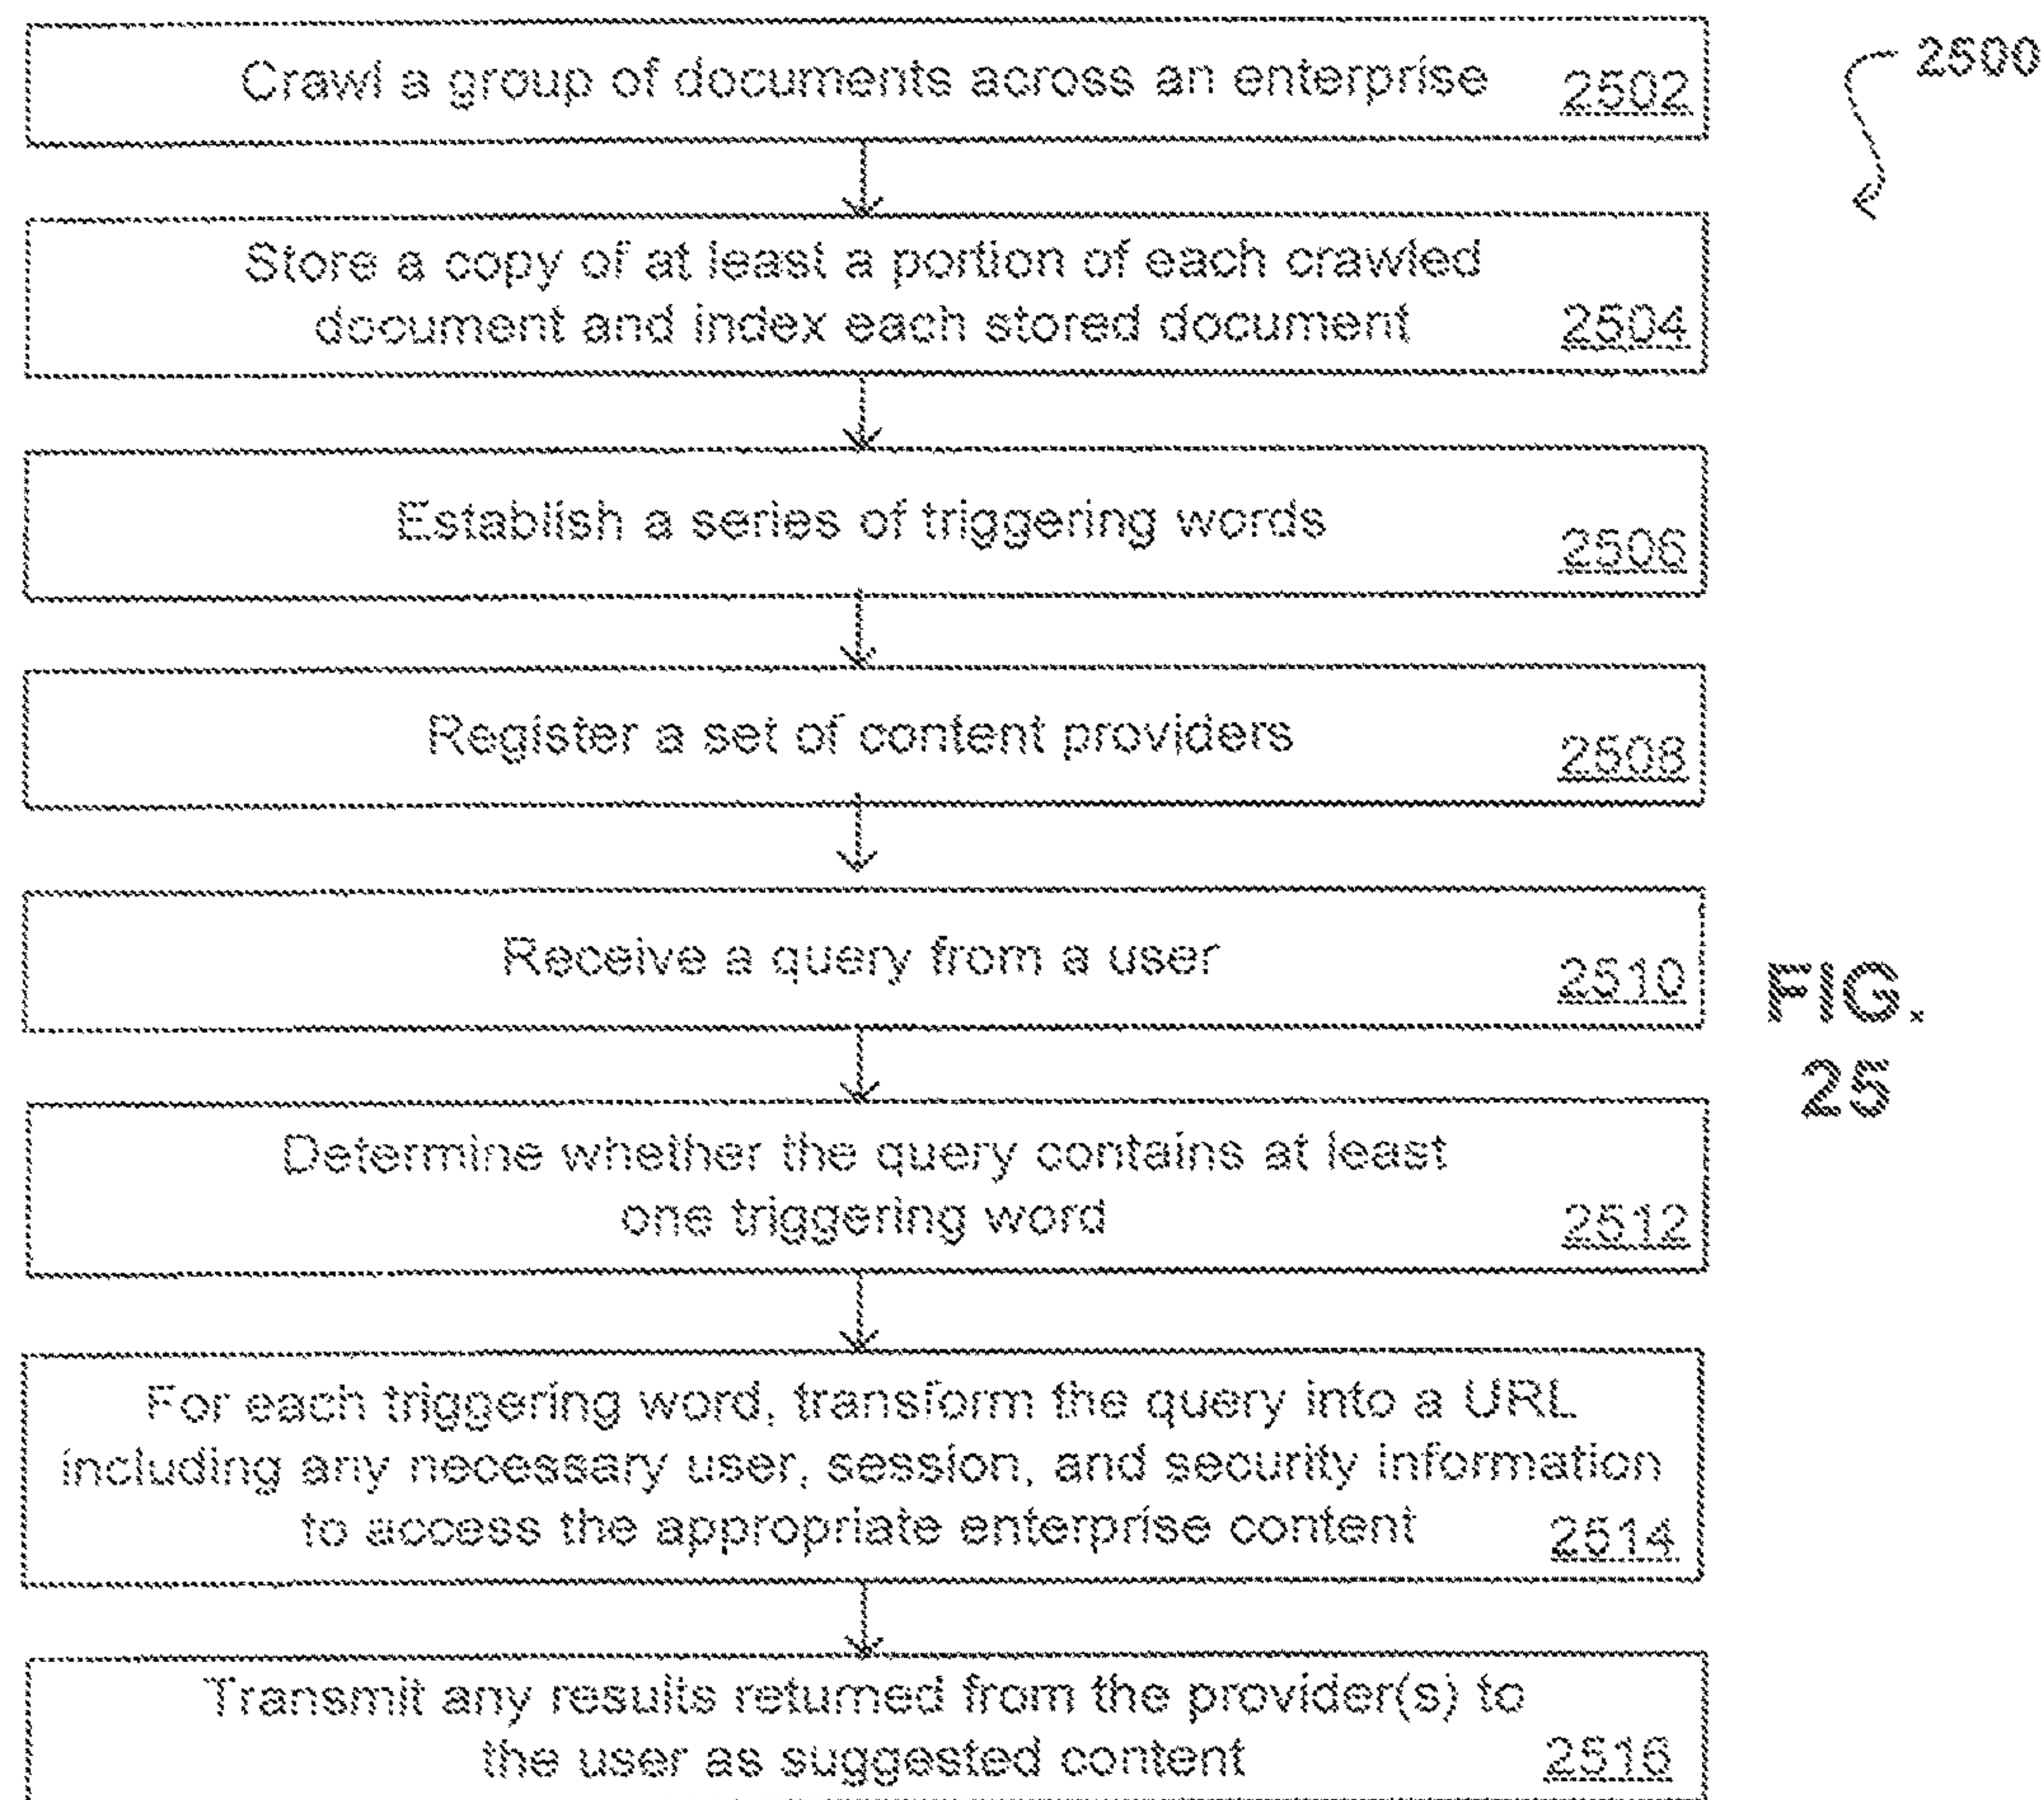 2500
Crawl a group of documents across an enterprise 2502
Store a copy of at least a portion of each crawled
document and index each stored document 2504
Establish a series of triggering words 2506
Register a set of content providers 2508
Receive a query from a user 2510
FIG.
25
Determine whether the query contains at least
one triggering word 2512
For each triggering word, transform the query into a URL
including any necessary user, session, and security information
to access the appropriate enterprise content 2514
Transmit any results returned from the provider(s) to
the user as suggested content 2516